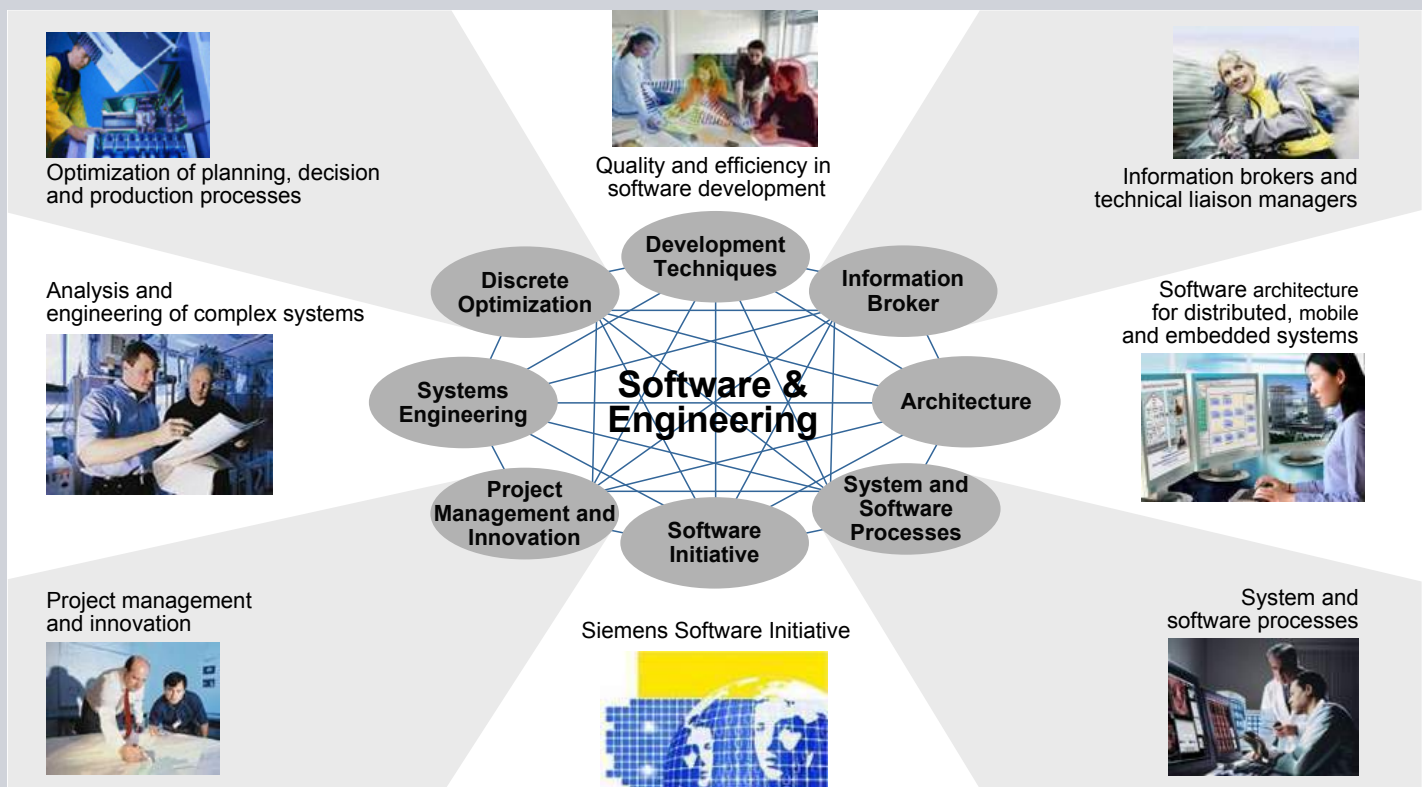 Optimization of planning, decision
and production processes
Quality and efficiency in
software development
Information brokers and
technical liaison managers
Development
Techniques
Discrete
Optimization
Information
Broker
Analysis and
engineering of complex systems
Software architecture
for distributed, mobile
and embedded systems
Systems
Engineering
Software &
Engineering
Architecture
Project
Management and
Innovation
Software
Initiative
System and
Software
Processes
Project management
and innovation
Siemens Software Initiative
System and
software processes